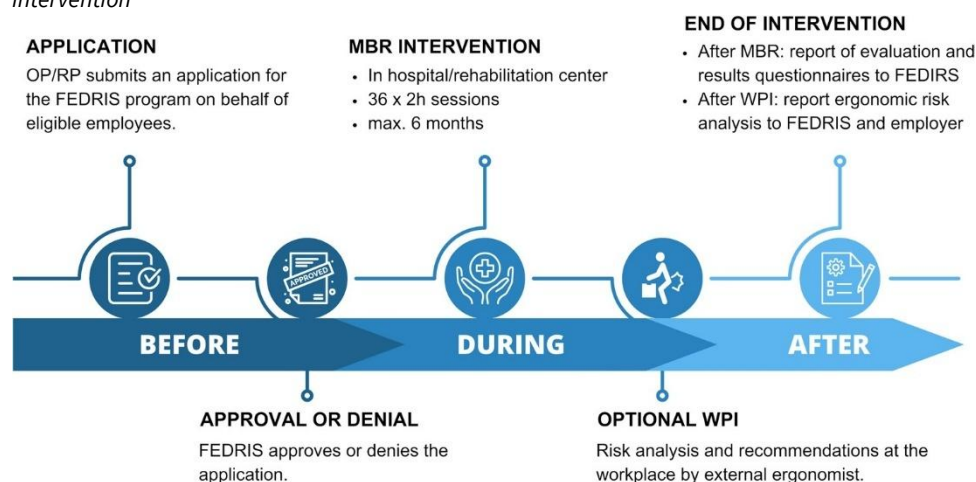 intervention
APPLICATION
OP/RP submits an application for
the FEDRIS program on behalf of
eligible employees.
MBR INTERVENTION
• In hospital/rehabilitation center
• 36 x 2h sessions
• max. 6 months
END OF INTERVENTION
• After MBR: report of evaluation and
results questionnaires to FEDIRS
• After WPI: report ergonomic risk
analysis to FEDRIS and employer
APPROVED
BEFORE
DURING
AFTER
APPROVAL OR DENIAL
FEDRIS approves or denies the
application.
OPTIONAL WPI
Risk analysis and recommendations at the
workplace by external ergonomist.